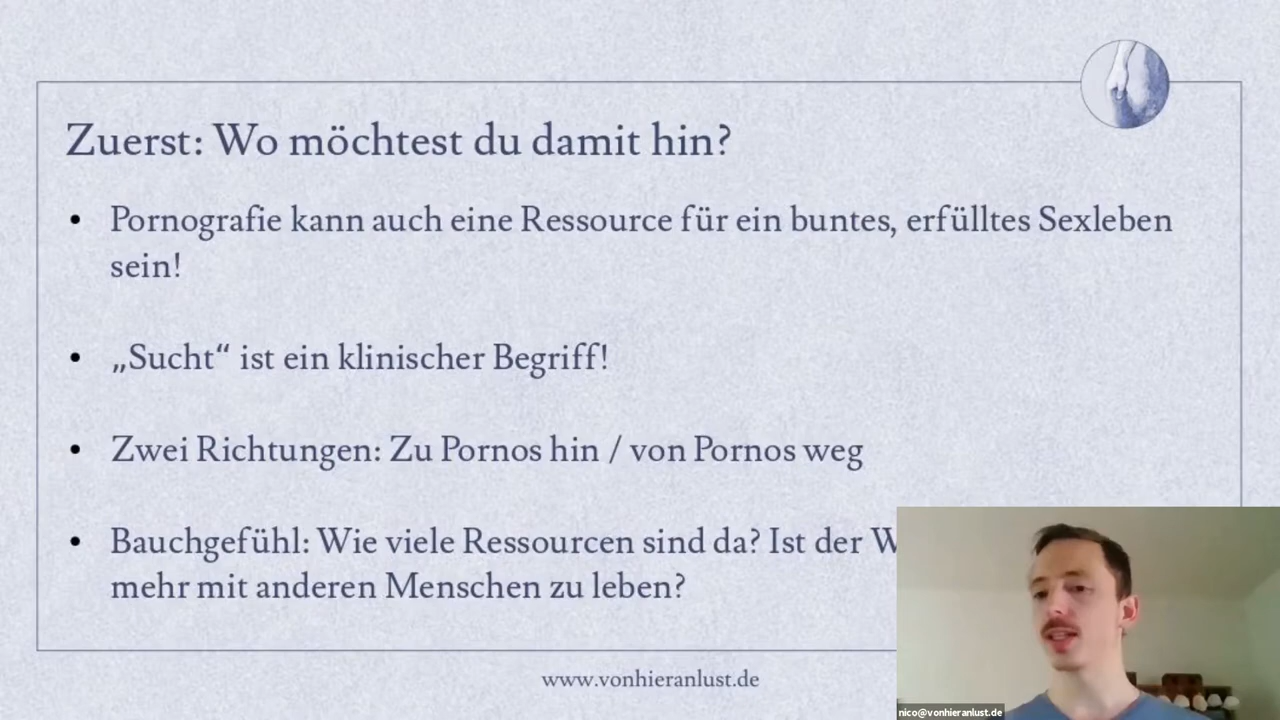 Zuerst: Wo möchtest du damit hin?
• Pornografie kann auch eine Ressource für ein buntes, erfülltes Sexleben
sein!
• „Sucht“ ist ein klinischer Begriff!
• Zwei Richtungen: Zu Pornos hin / von Pornos weg
• Bauchgefühl: Wie viele Ressourcen sind da? Ist der
mehr mit anderen Menschen zu leben?
www.vonhieranlust.de
nico@vonhieranlust.de